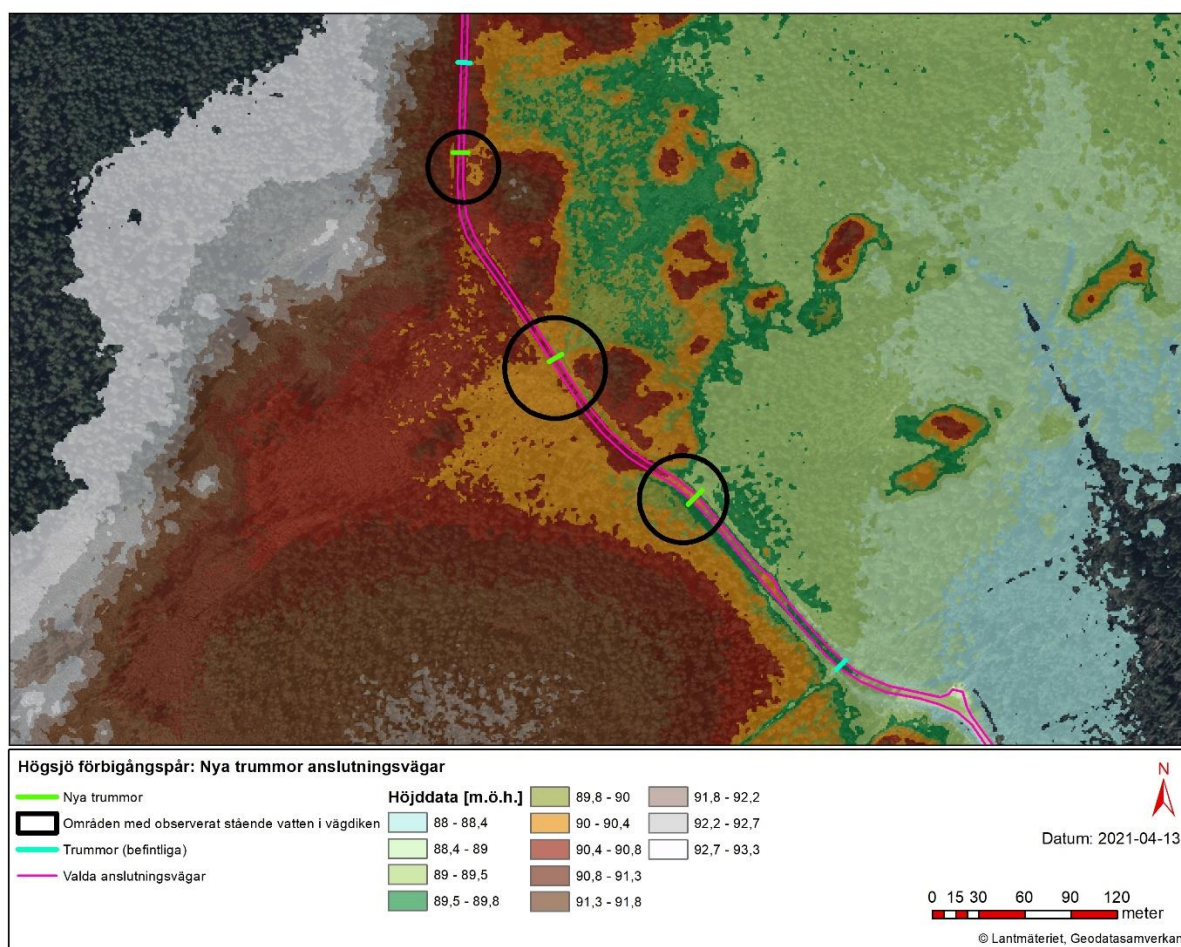 Högsjö förbigångspår: Nya trummor anslutningsvägar
Nya trummor
Områden med observerat stående vatten i vägdiken
Trummor (befintliga)
Valda anslutningsvägar
Höjddata [m.ö.h.]
88 - 88,4
88,4 - 89
89 - 89,5
89,5 - 89,8
89,8 - 90
90 - 90,4
90,4 - 90,8
90,8 - 91,3
91,3 - 91,8
91,8 - 92,2
92,2 - 92,7
92,7 - 93,3
N
Datum: 2021-04-13
0 15 30 60 90 120
meter
© Lantmäteriet, Geodatasamverkan